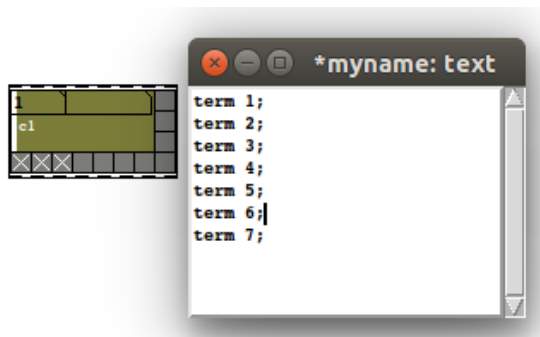 *myname: text
1
c1
term 1;
term 2;
term 3;
term 4;
term 5;
term 6;
term 7;